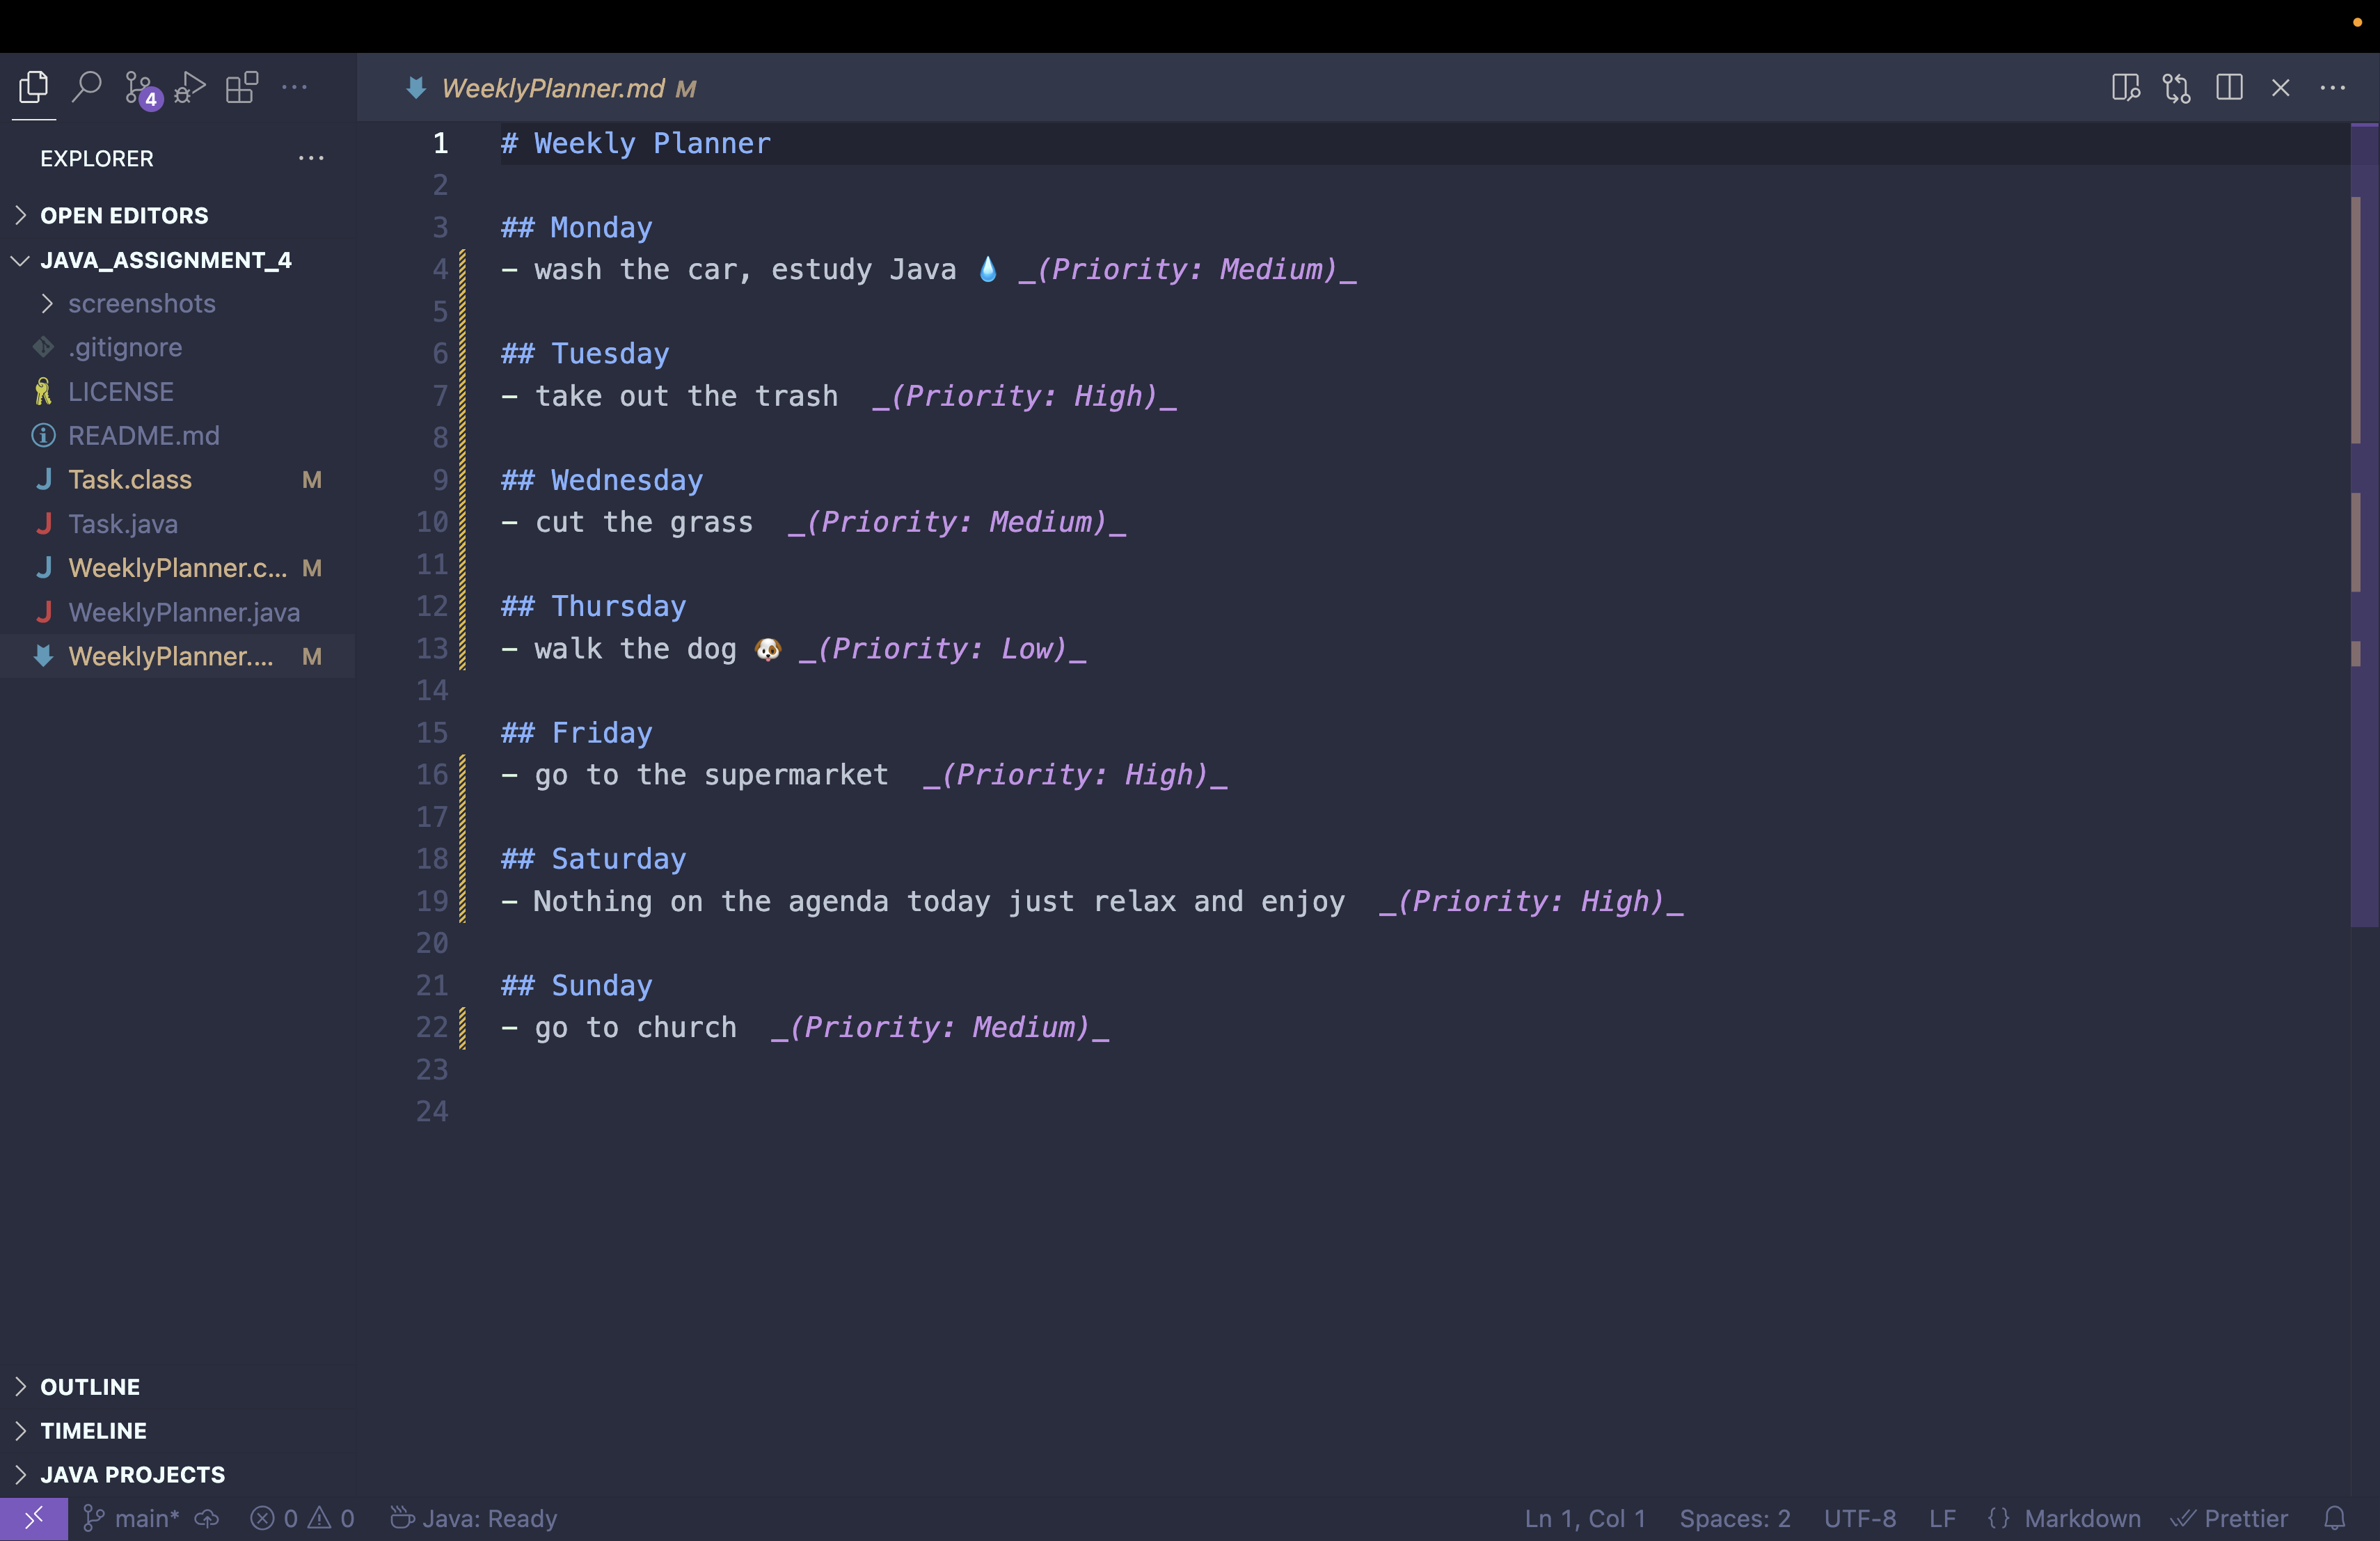 4
WeeklyPlanner.md M
EXPLORER
OPEN EDITORS
JAVA_ASSIGNMENT_4
screenshots
.gitignore
LICENSE
README.md
Task.class M
Task.java
WeeklyPlanner.c... M
WeeklyPlanner.java
WeeklyPlanner.... M
OUTLINE
TIMELINE
JAVA PROJECTS
1 # Weekly Planner
2
3 ## Monday
4 - wash the car, estudy Java 💧 _(Priority: Medium)_
5
6 ## Tuesday
7 - take out the trash  _(Priority: High)_
8
9 ## Wednesday
10 - cut the grass  _(Priority: Medium)_
11
12 ## Thursday
13 - walk the dog 🐶 _(Priority: Low)_
14
15 ## Friday
16 - go to the supermarket  _(Priority: High)_
17
18 ## Saturday
19 - Nothing on the agenda today just relax and enjoy  _(Priority: High)_
20
21 ## Sunday
22 - go to church  _(Priority: Medium)_
23
24
main* 0 0 Java: Ready Ln 1, Col 1 Spaces: 2 UTF-8 LF {} Markdown Prettier